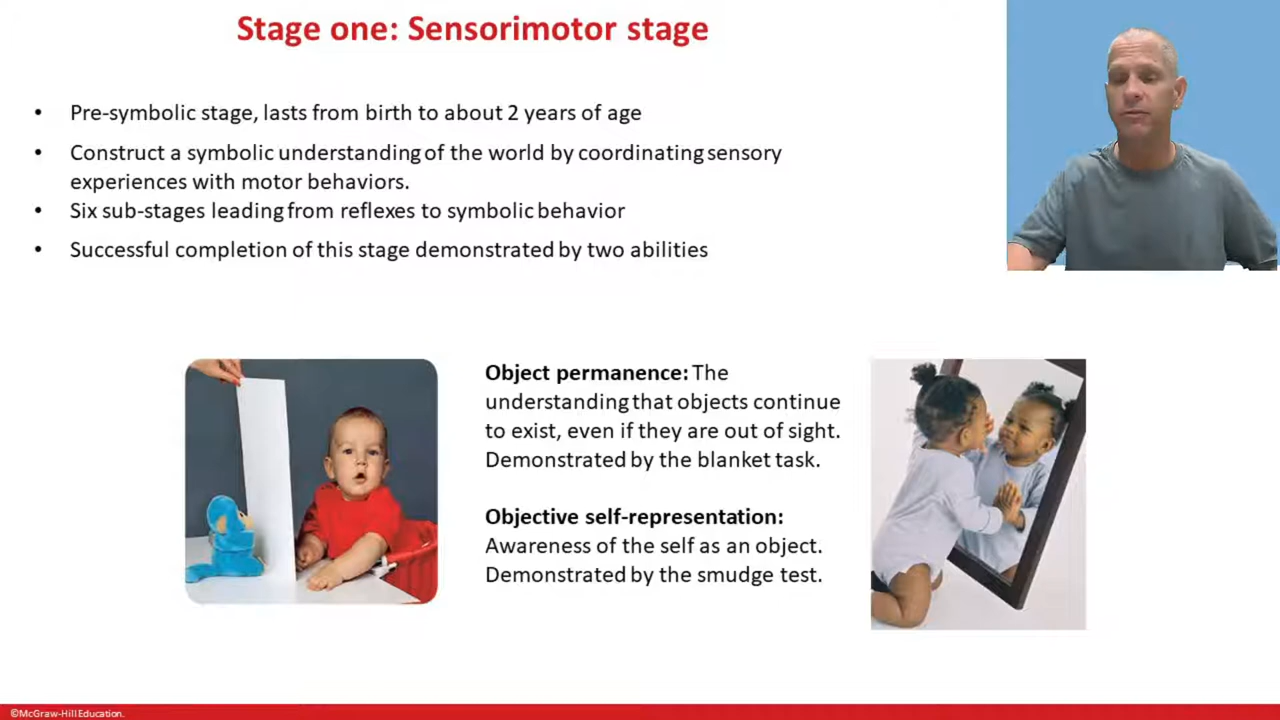 Stage one: Sensorimotor stage
• Pre-symbolic stage, lasts from birth to about 2 years of age
• Construct a symbolic understanding of the world by coordinating sensory
experiences with motor behaviors.
• Six sub-stages leading from reflexes to symbolic behavior
• Successful completion of this stage demonstrated by two abilities
Object permanence: The
understanding that objects continue
to exist, even if they are out of sight.
Demonstrated by the blanket task.
Objective self-representation:
Awareness of the self as an object.
Demonstrated by the smudge test.
©McGraw-Hill Education.